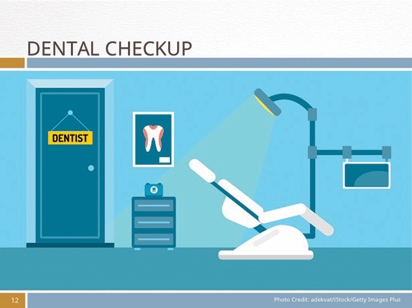 DENTAL CHECKUP
DENTIST
12
Photo Credit: adekvat/iStock/Getty Images Plus